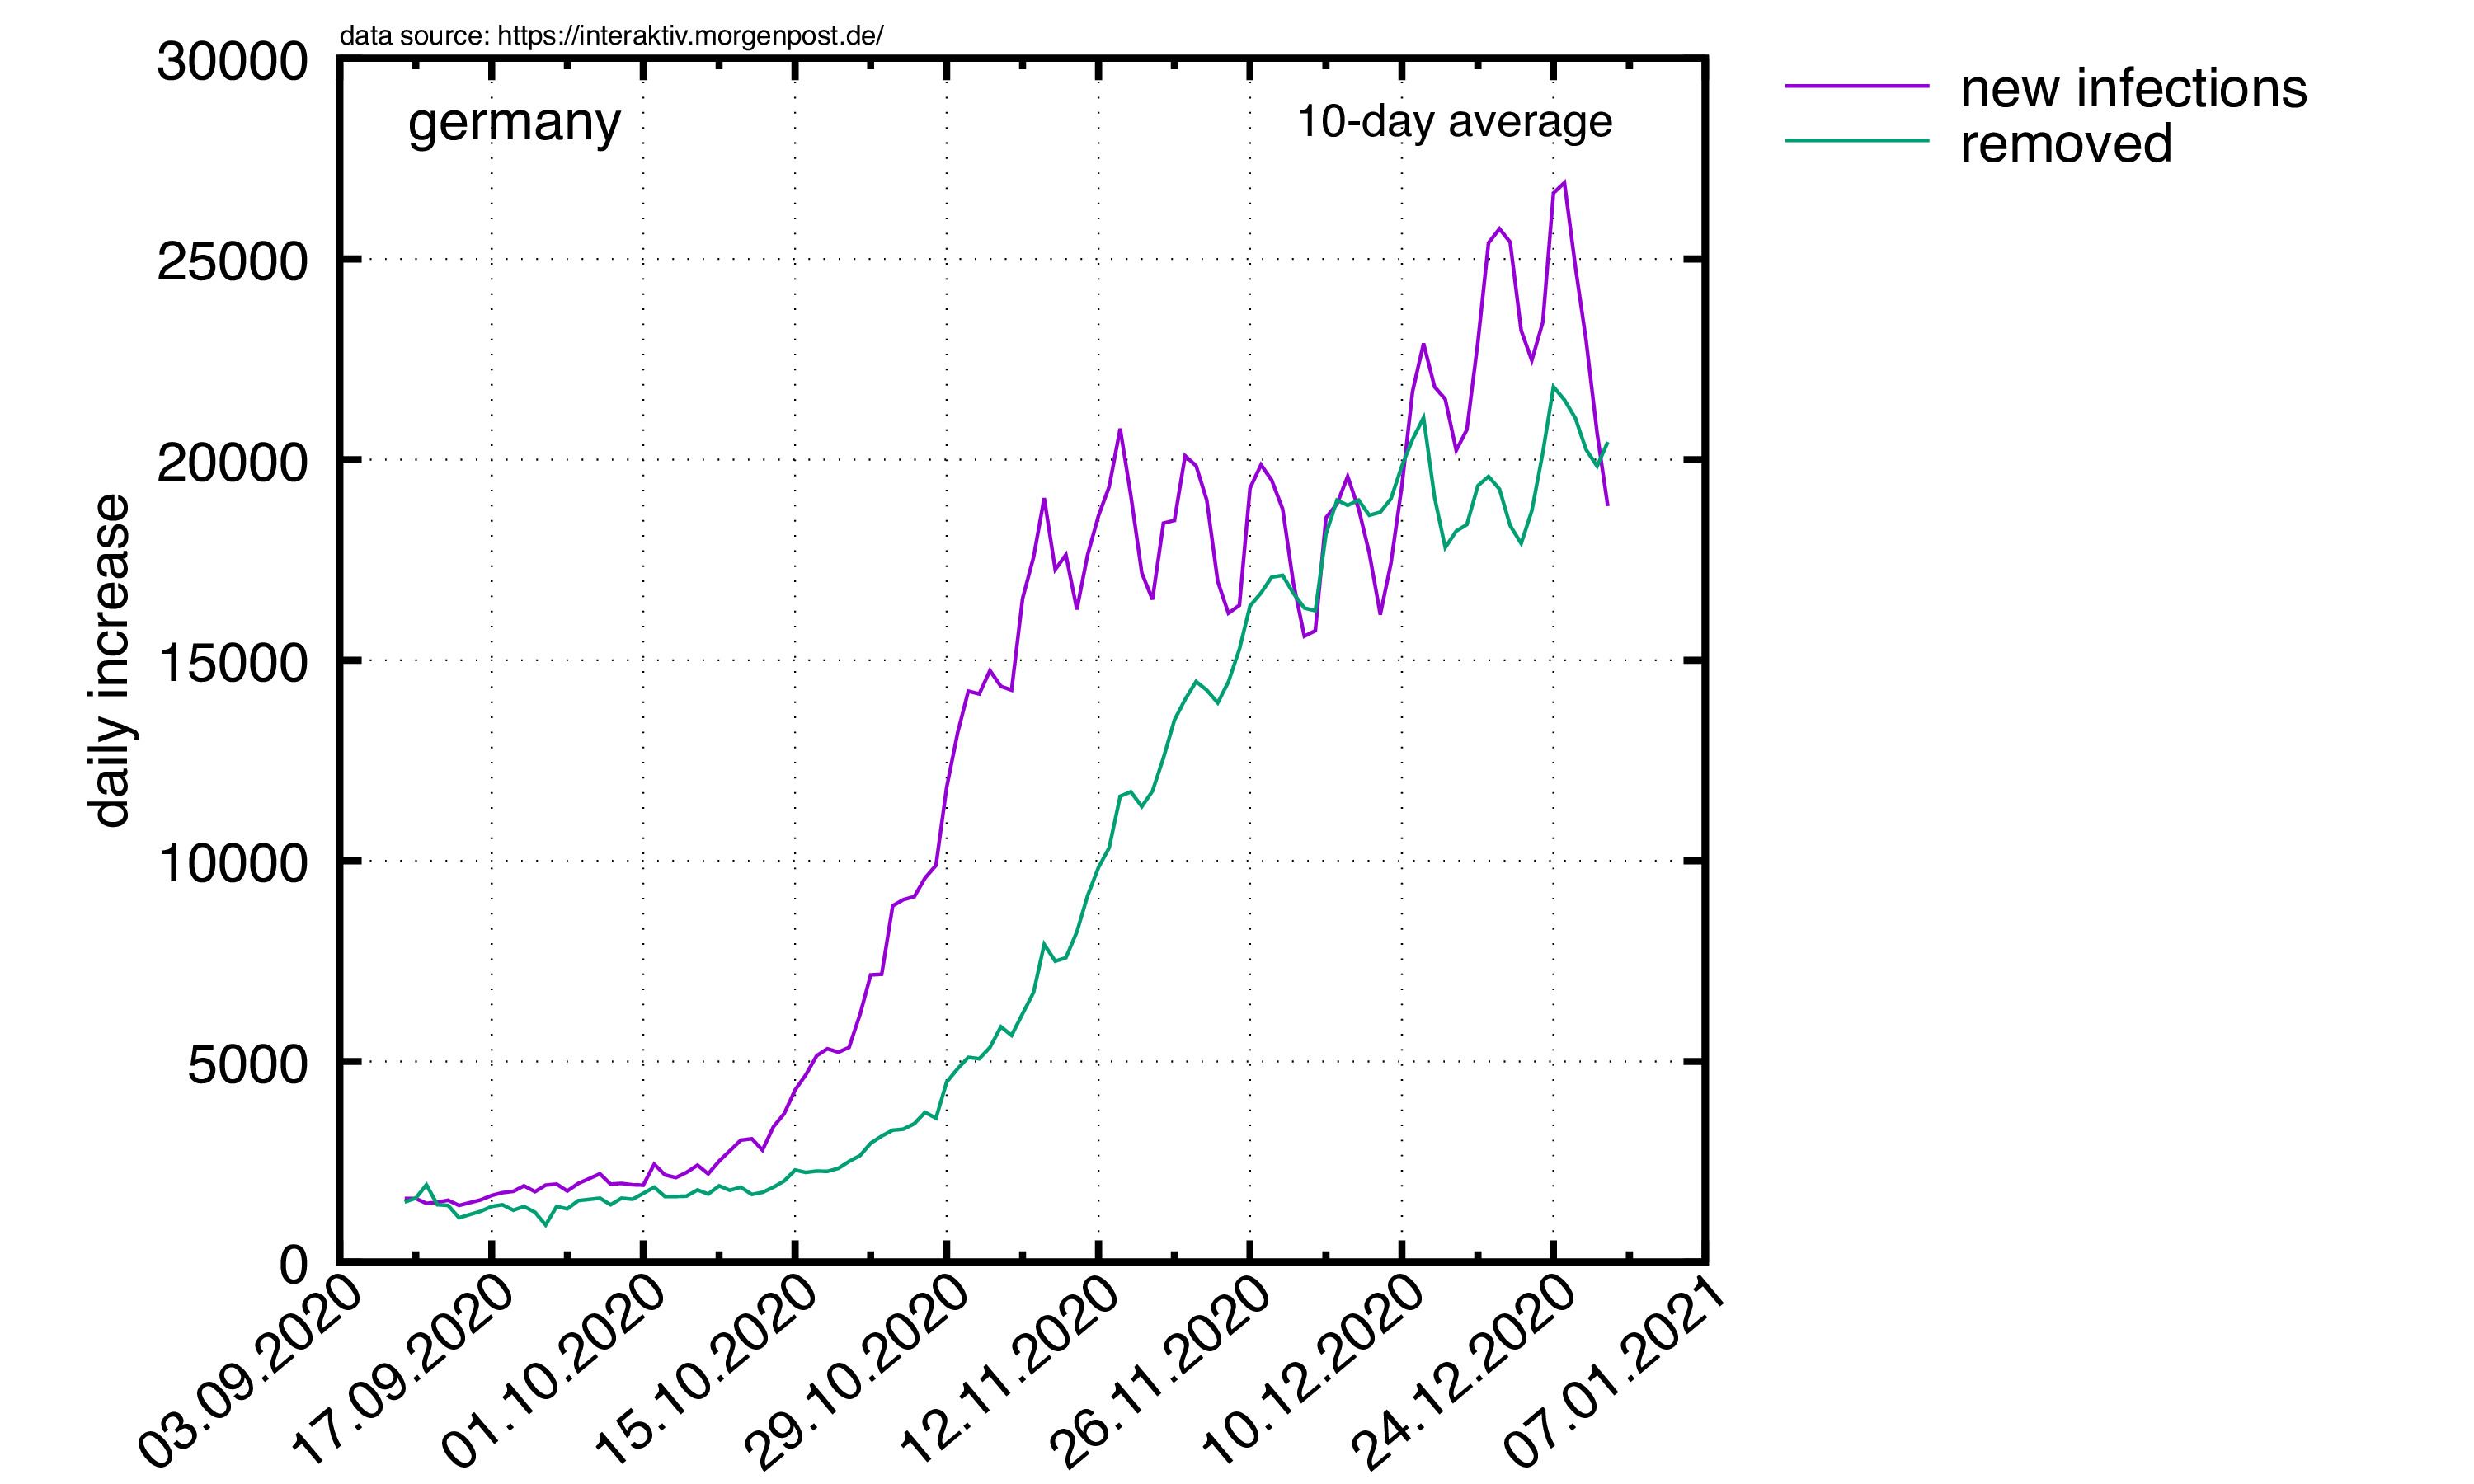 data source: https://interaktiv.morgenpost.de/
germany
10-day average
new infections
removed
daily increase
30000
25000
20000
15000
10000
5000
0
03.09.2020
17.09.2020
01.10.2020
15.10.2020
29.10.2020
12.11.2020
26.11.2020
10.12.2020
24.12.2020
07.01.2021